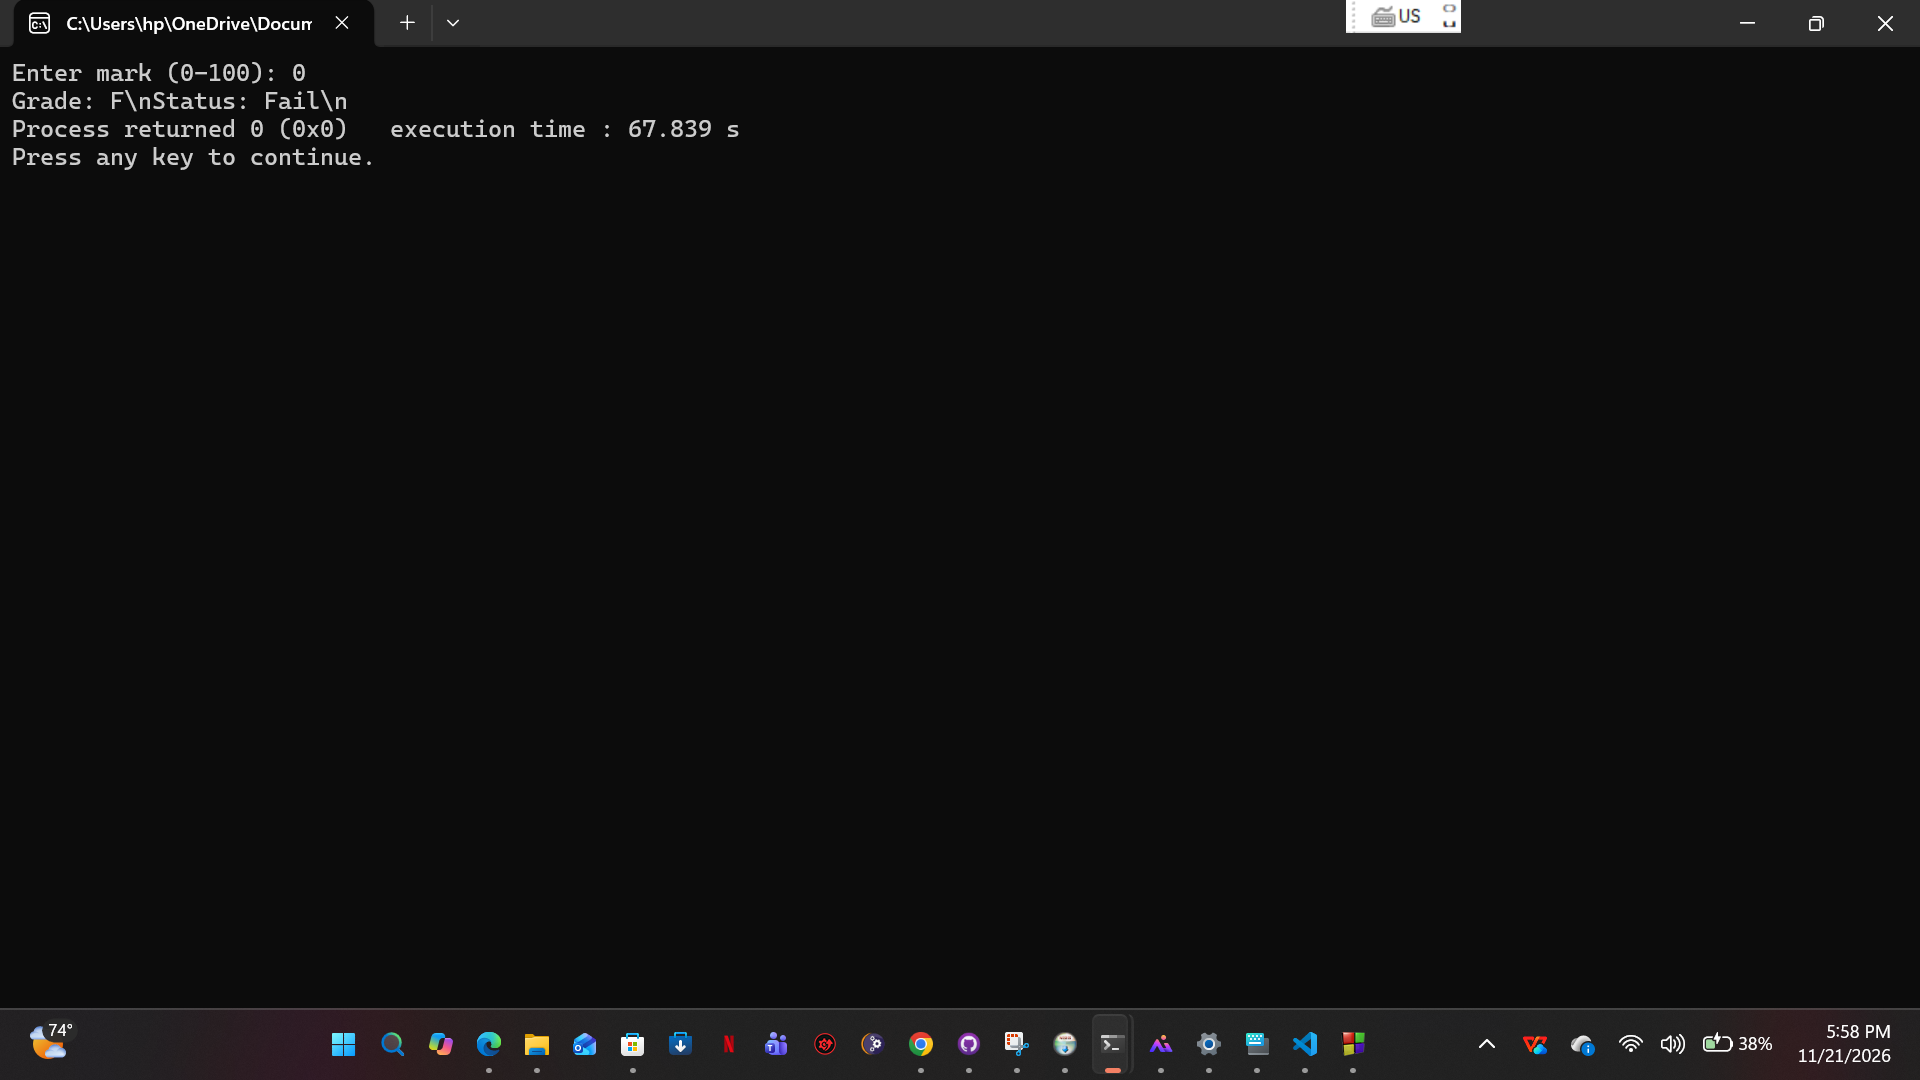 C:\Users\hp\OneDrive\Docum
US
Enter mark (0-100): 0
Grade: F\nStatus: Fail\n
Process returned 0 (0x0)   execution time : 67.839 s
Press any key to continue.
74°
38%
5:58 PM
11/21/2026